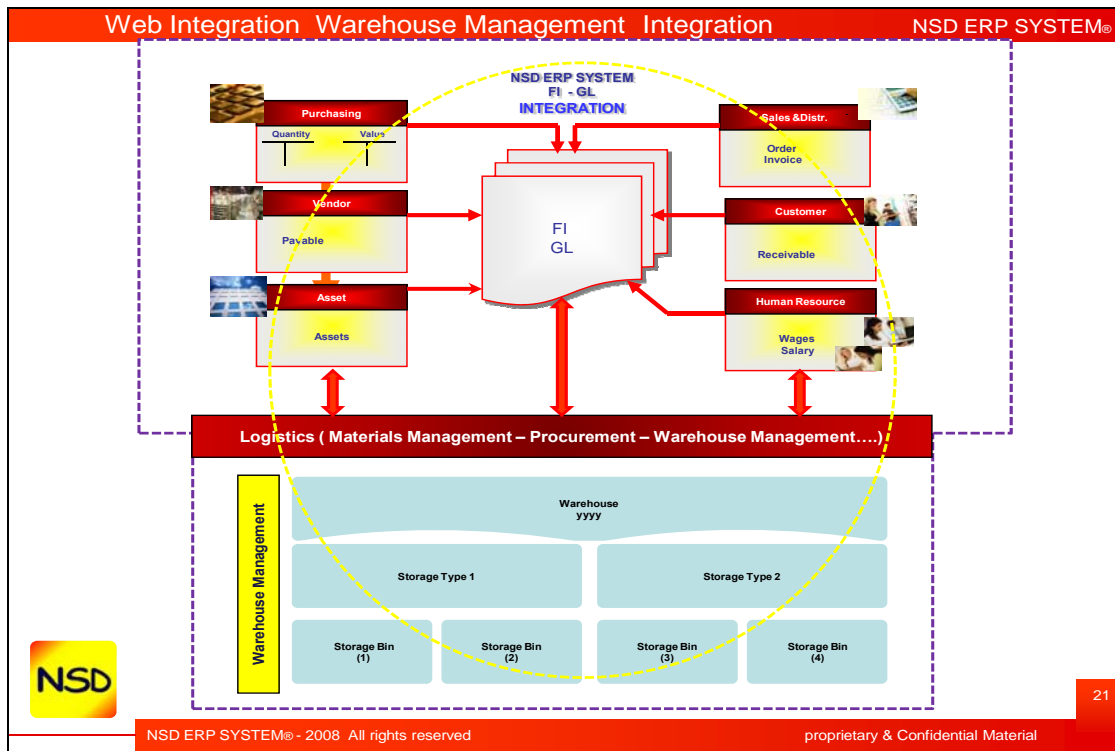 Web Integration Warehouse Management Integration
NSD ERP SYSTEM®
NSD ERP SYSTEM
FI - GL
INTEGRATION
Purchasing
Quantity Value
Vendor
Payable
Asset
Assets
FI
GL
Sales &Distr.
Order
Invoice
Customer
Receivable
Human Resource
Wages
Salary
Logistics ( Materials Management – Procurement – Warehouse Management….)
Warehouse Management
Warehouse
yyyy
Storage Type 1
Storage Type 2
Storage Bin
(1)
Storage Bin
(2)
Storage Bin
(3)
Storage Bin
(4)
NSD
21
NSD ERP SYSTEM® - 2008 All rights reserved
proprietary & Confidential Material